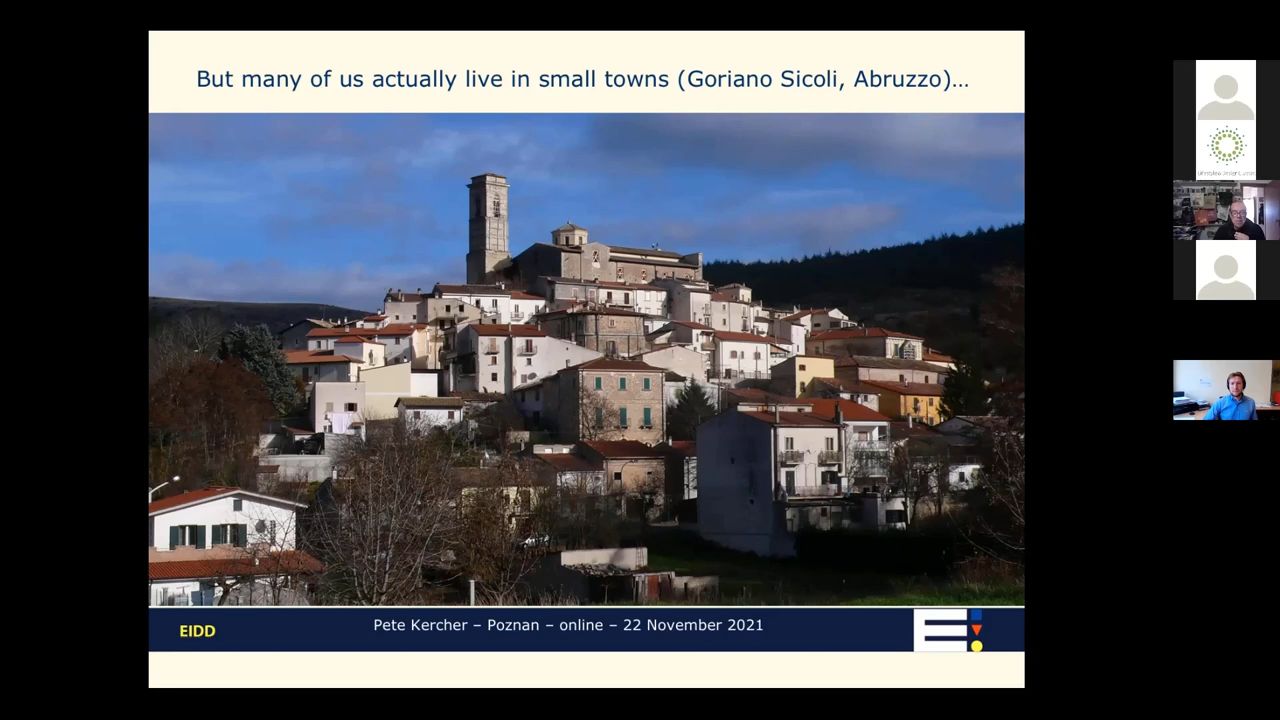 But many of us actually live in small towns (Goriano Sicoli, Abruzzo)…
EIDD
Pete Kercher – Poznan – online – 22 November 2021